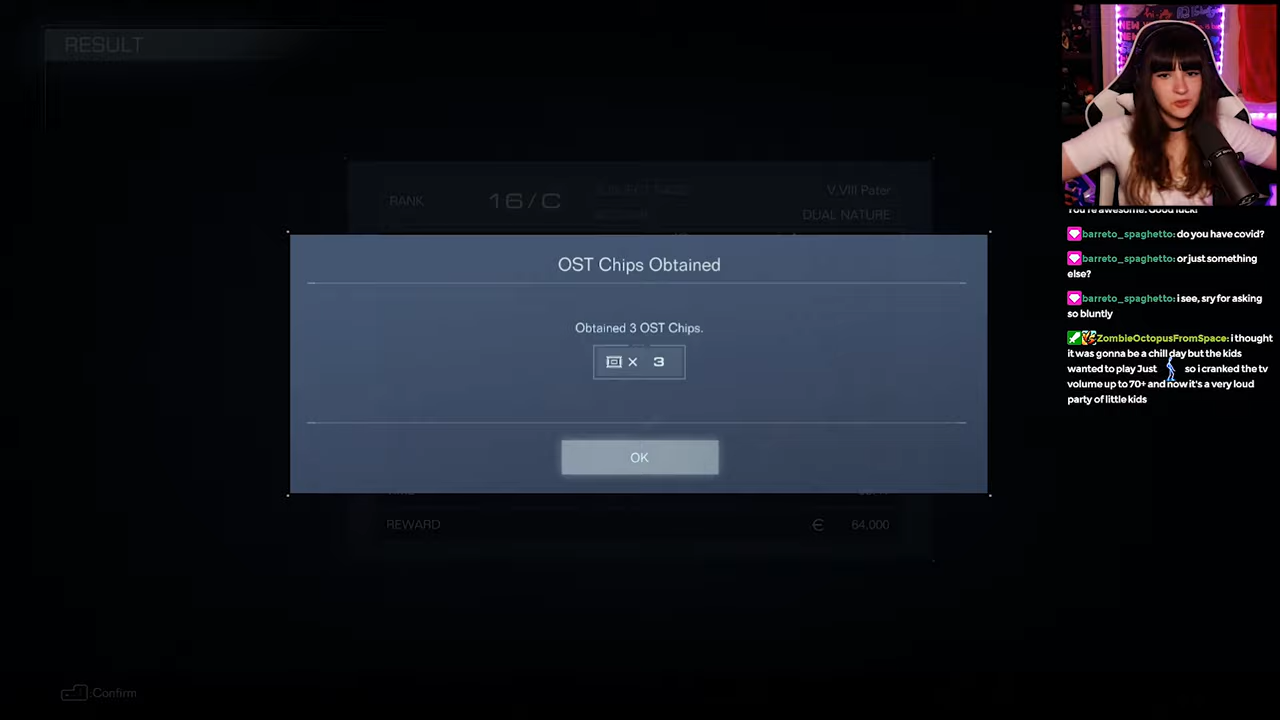 RESULT
RANK 16/C
V.VIII Pater
DUAL NATURE
OST Chips Obtained
Obtained 3 OST Chips.
× 3
OK
REWARD € 64,000
:Confirm
You're awesome. Good luck!
barreto_spaghetto: do you have covid?
barreto_spaghetto: or just something
else?
barreto_spaghetto: i see, sry for asking
so bluntly
ZombieOctopusFromSpace: i thought
it was gonna be a chill day but the kids
wanted to play Just so i cranked the tv
volume up to 70+ and now it's a very loud
party of little kids